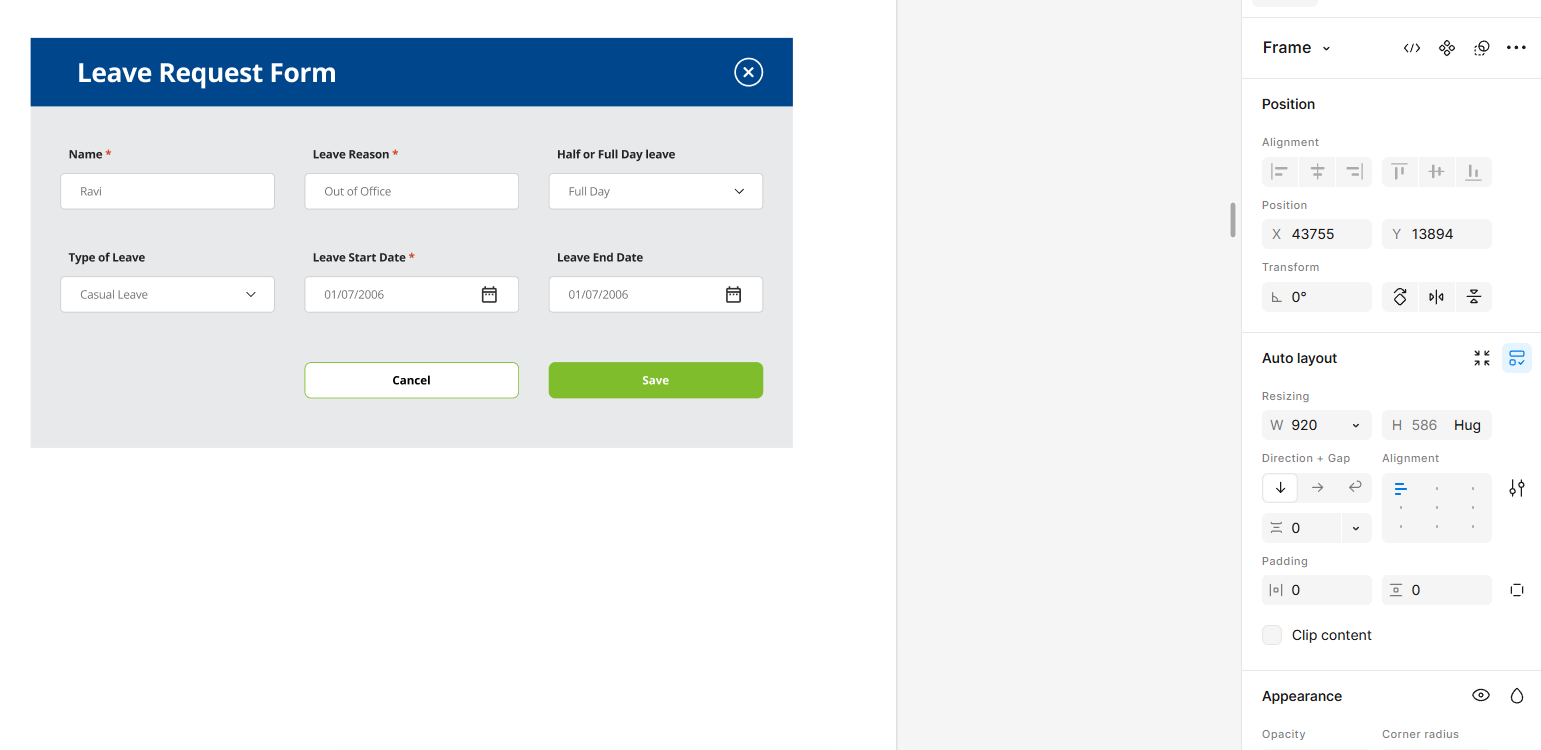 Leave Request Form
Name *
Leave Reason *
Half or Full Day leave
Ravi
Out of Office
Full Day
Type of Leave
Leave Start Date *
Leave End Date
Casual Leave
01/07/2006
01/07/2006
Cancel
Save
Frame
Position
Alignment
Position
X 43755
Y 13894
Transform
0°
Auto layout
Resizing
W 920
H 586 Hug
Direction + Gap
Alignment
0
Padding
0
0
Clip content
Appearance
Opacity
Corner radius